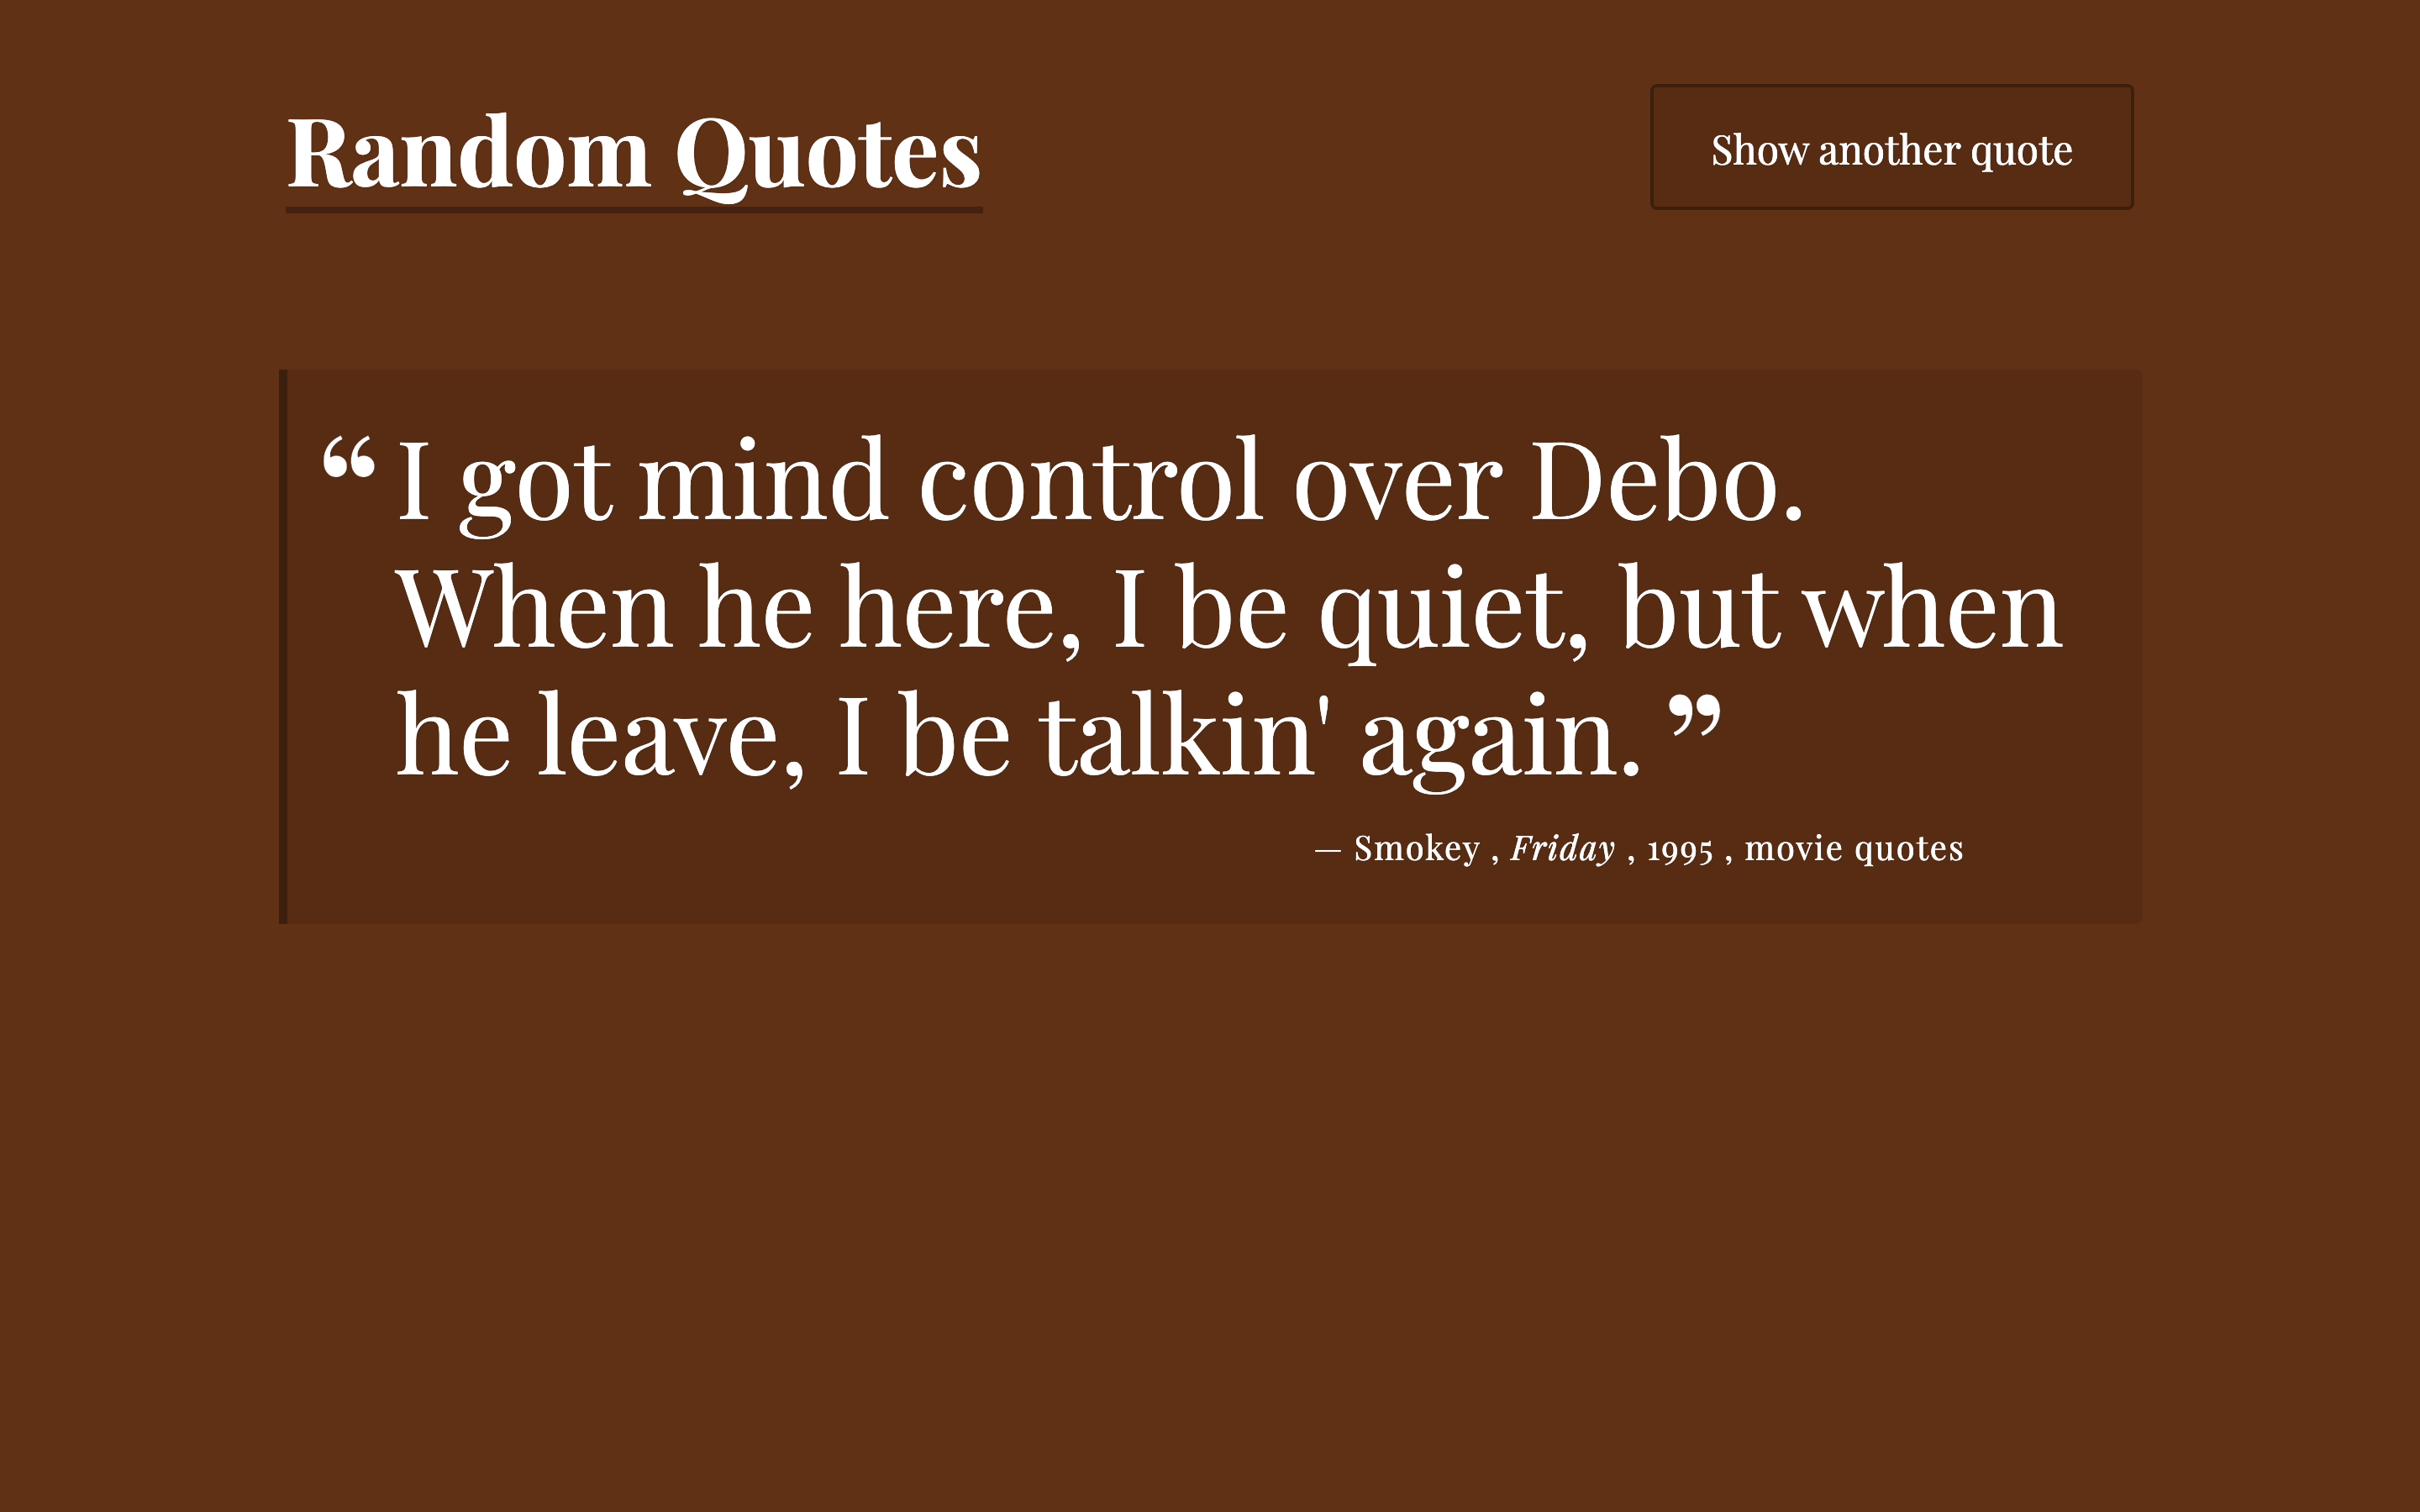 Random Quotes
Show another quote
“ I got mind control over Debo.
When he here, I be quiet, but when
he leave, I be talkin' again. ”
— Smokey , Friday , 1995 , movie quotes